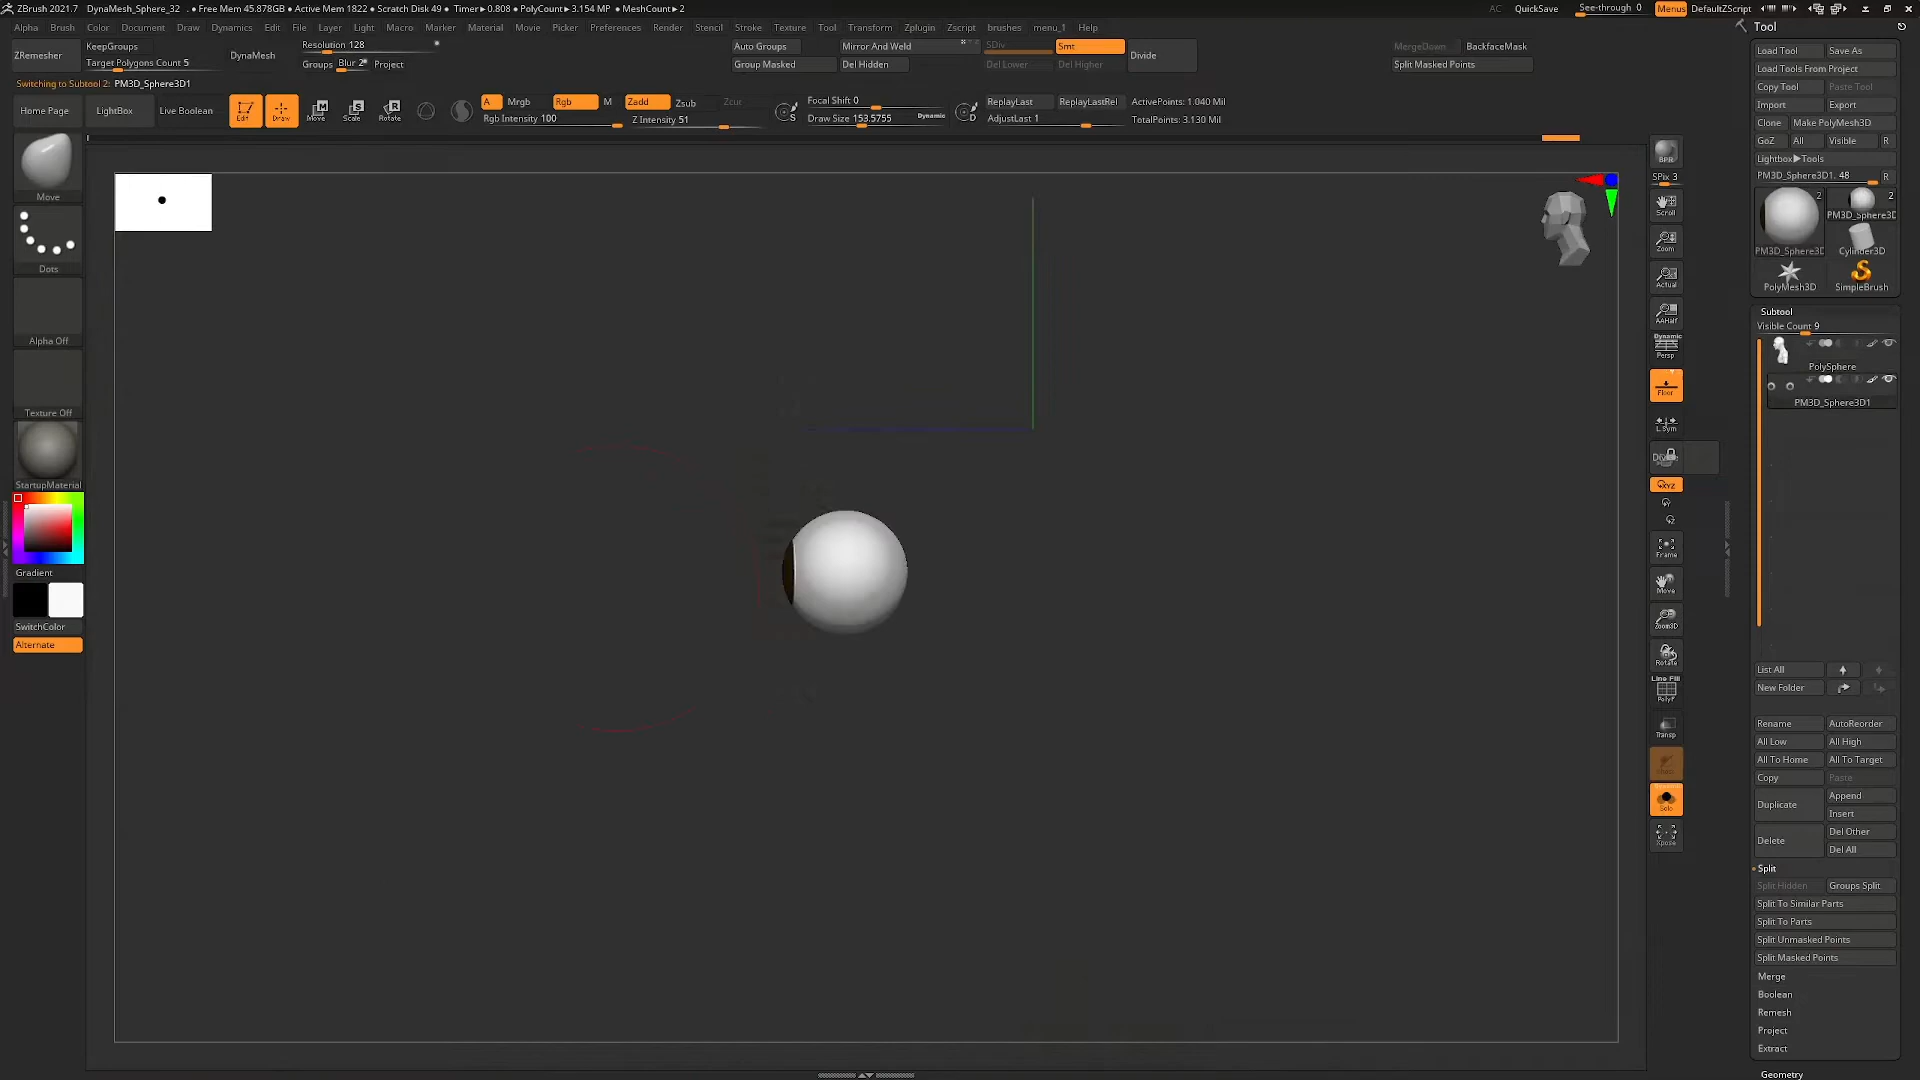 ZBrush 2021.7 DynaMesh_Sphere_32 . ● Free Mem 45.878GB ● Active Mem 1822 ● Scratch Disk 49 ● Timer▸0.808 ● PolyCount▸3.154 MP ● MeshCount▸2 AC QuickSave See-through 0 Menus DefaultZScript
Alpha Brush Color Document Draw Dynamics Edit File Layer Light Macro Marker Material Movie Picker Preferences Render Stencil Stroke Texture Tool Transform Zplugin Zscript brushes menu_1 Help
Tool
ZRemesher KeepGroups
Target Polygons Count 5
DynaMesh
Resolution 128
Groups Blur 2 Project
Auto Groups Mirror And Weld SDiv Smt Divide MergeDown BackfaceMask
Group Masked Del Hidden Del Lower Del Higher Split Masked Points
Switching to Subtool 2: PM3D_Sphere3D1
Home Page LightBox Live Boolean Edit Draw Move Scale Rotate
A Mrgb Rgb M Zadd Zsub Zcut
Rgb Intensity 100 Z Intensity 51
Focal Shift 0
Draw Size 153.5755 Dynamic
ReplayLast ReplayLastRel ActivePoints: 1.040 Mil
AdjustLast 1 TotalPoints: 3.130 Mil
Move
Dots
Alpha Off
Texture Off
StartupMaterial
Gradient
SwitchColor
Alternate
BPR
SPix 3
Scroll
Zoom
Actual
AAHalf
Dynamic
Persp
Floor
L.Sym
XYZ
Frame
Move
Zoom3D
Rotate
Line Fill
PolyF
Transp
Solo
Xpose
Load Tool Save As
Load Tools From Project
Copy Tool Paste Tool
Import Export
Clone Make PolyMesh3D
GoZ All Visible R
Lightbox▸Tools
PM3D_Sphere3D1. 48 R
2 2
PM3D_Sphere3D
PM3D_Sphere3D Cylinder3D
PolyMesh3D SimpleBrush
Subtool
Visible Count 9
PolySphere
PM3D_Sphere3D1
List All
New Folder
Rename AutoReorder
All Low All High
All To Home All To Target
Copy Paste
Duplicate Append
Insert
Delete Del Other
Del All
Split
Split Hidden Groups Split
Split To Similar Parts
Split To Parts
Split Unmasked Points
Split Masked Points
Merge
Boolean
Remesh
Project
Extract
Geometry